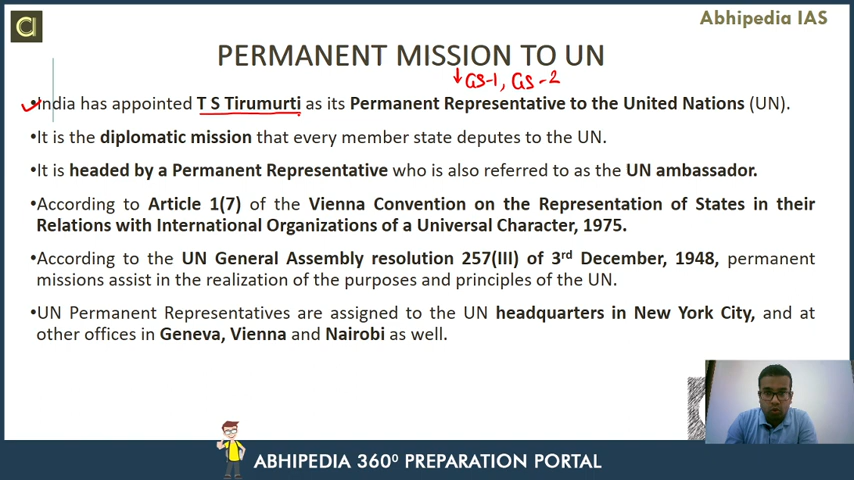 Abhipedia IAS
a
PERMANENT MISSION TO UN
↓ GS-1, GS-2
•India has appointed T S Tirumurti as its Permanent Representative to the United Nations (UN).
•It is the diplomatic mission that every member state deputes to the UN.
•It is headed by a Permanent Representative who is also referred to as the UN ambassador.
•According to Article 1(7) of the Vienna Convention on the Representation of States in their
Relations with International Organizations of a Universal Character, 1975.
•According to the UN General Assembly resolution 257(III) of 3rd December, 1948, permanent
missions assist in the realization of the purposes and principles of the UN.
•UN Permanent Representatives are assigned to the UN headquarters in New York City, and at
other offices in Geneva, Vienna and Nairobi as well.
ABHIPEDIA 360⁰ PREPARATION PORTAL